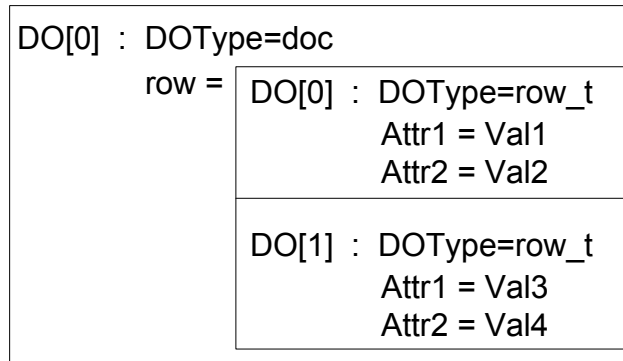 DO[0] : DOType=doc
row = DO[0] : DOType=row_t
Attr1 = Val1
Attr2 = Val2
DO[1] : DOType=row_t
Attr1 = Val3
Attr2 = Val4